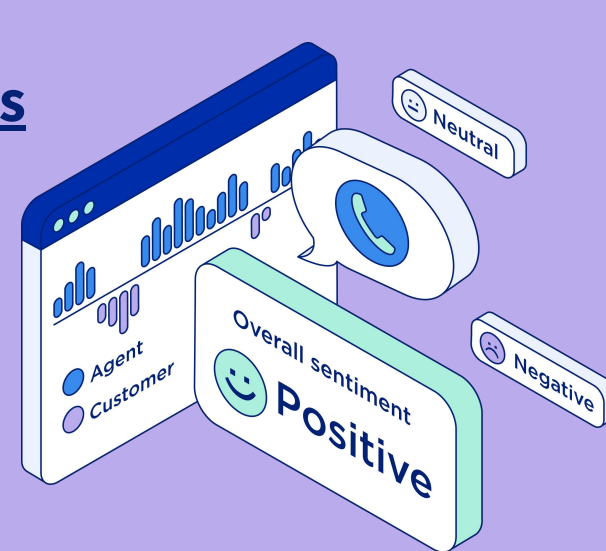 s
Neutral
Agent
Customer
Overall sentiment
Positive
Negative